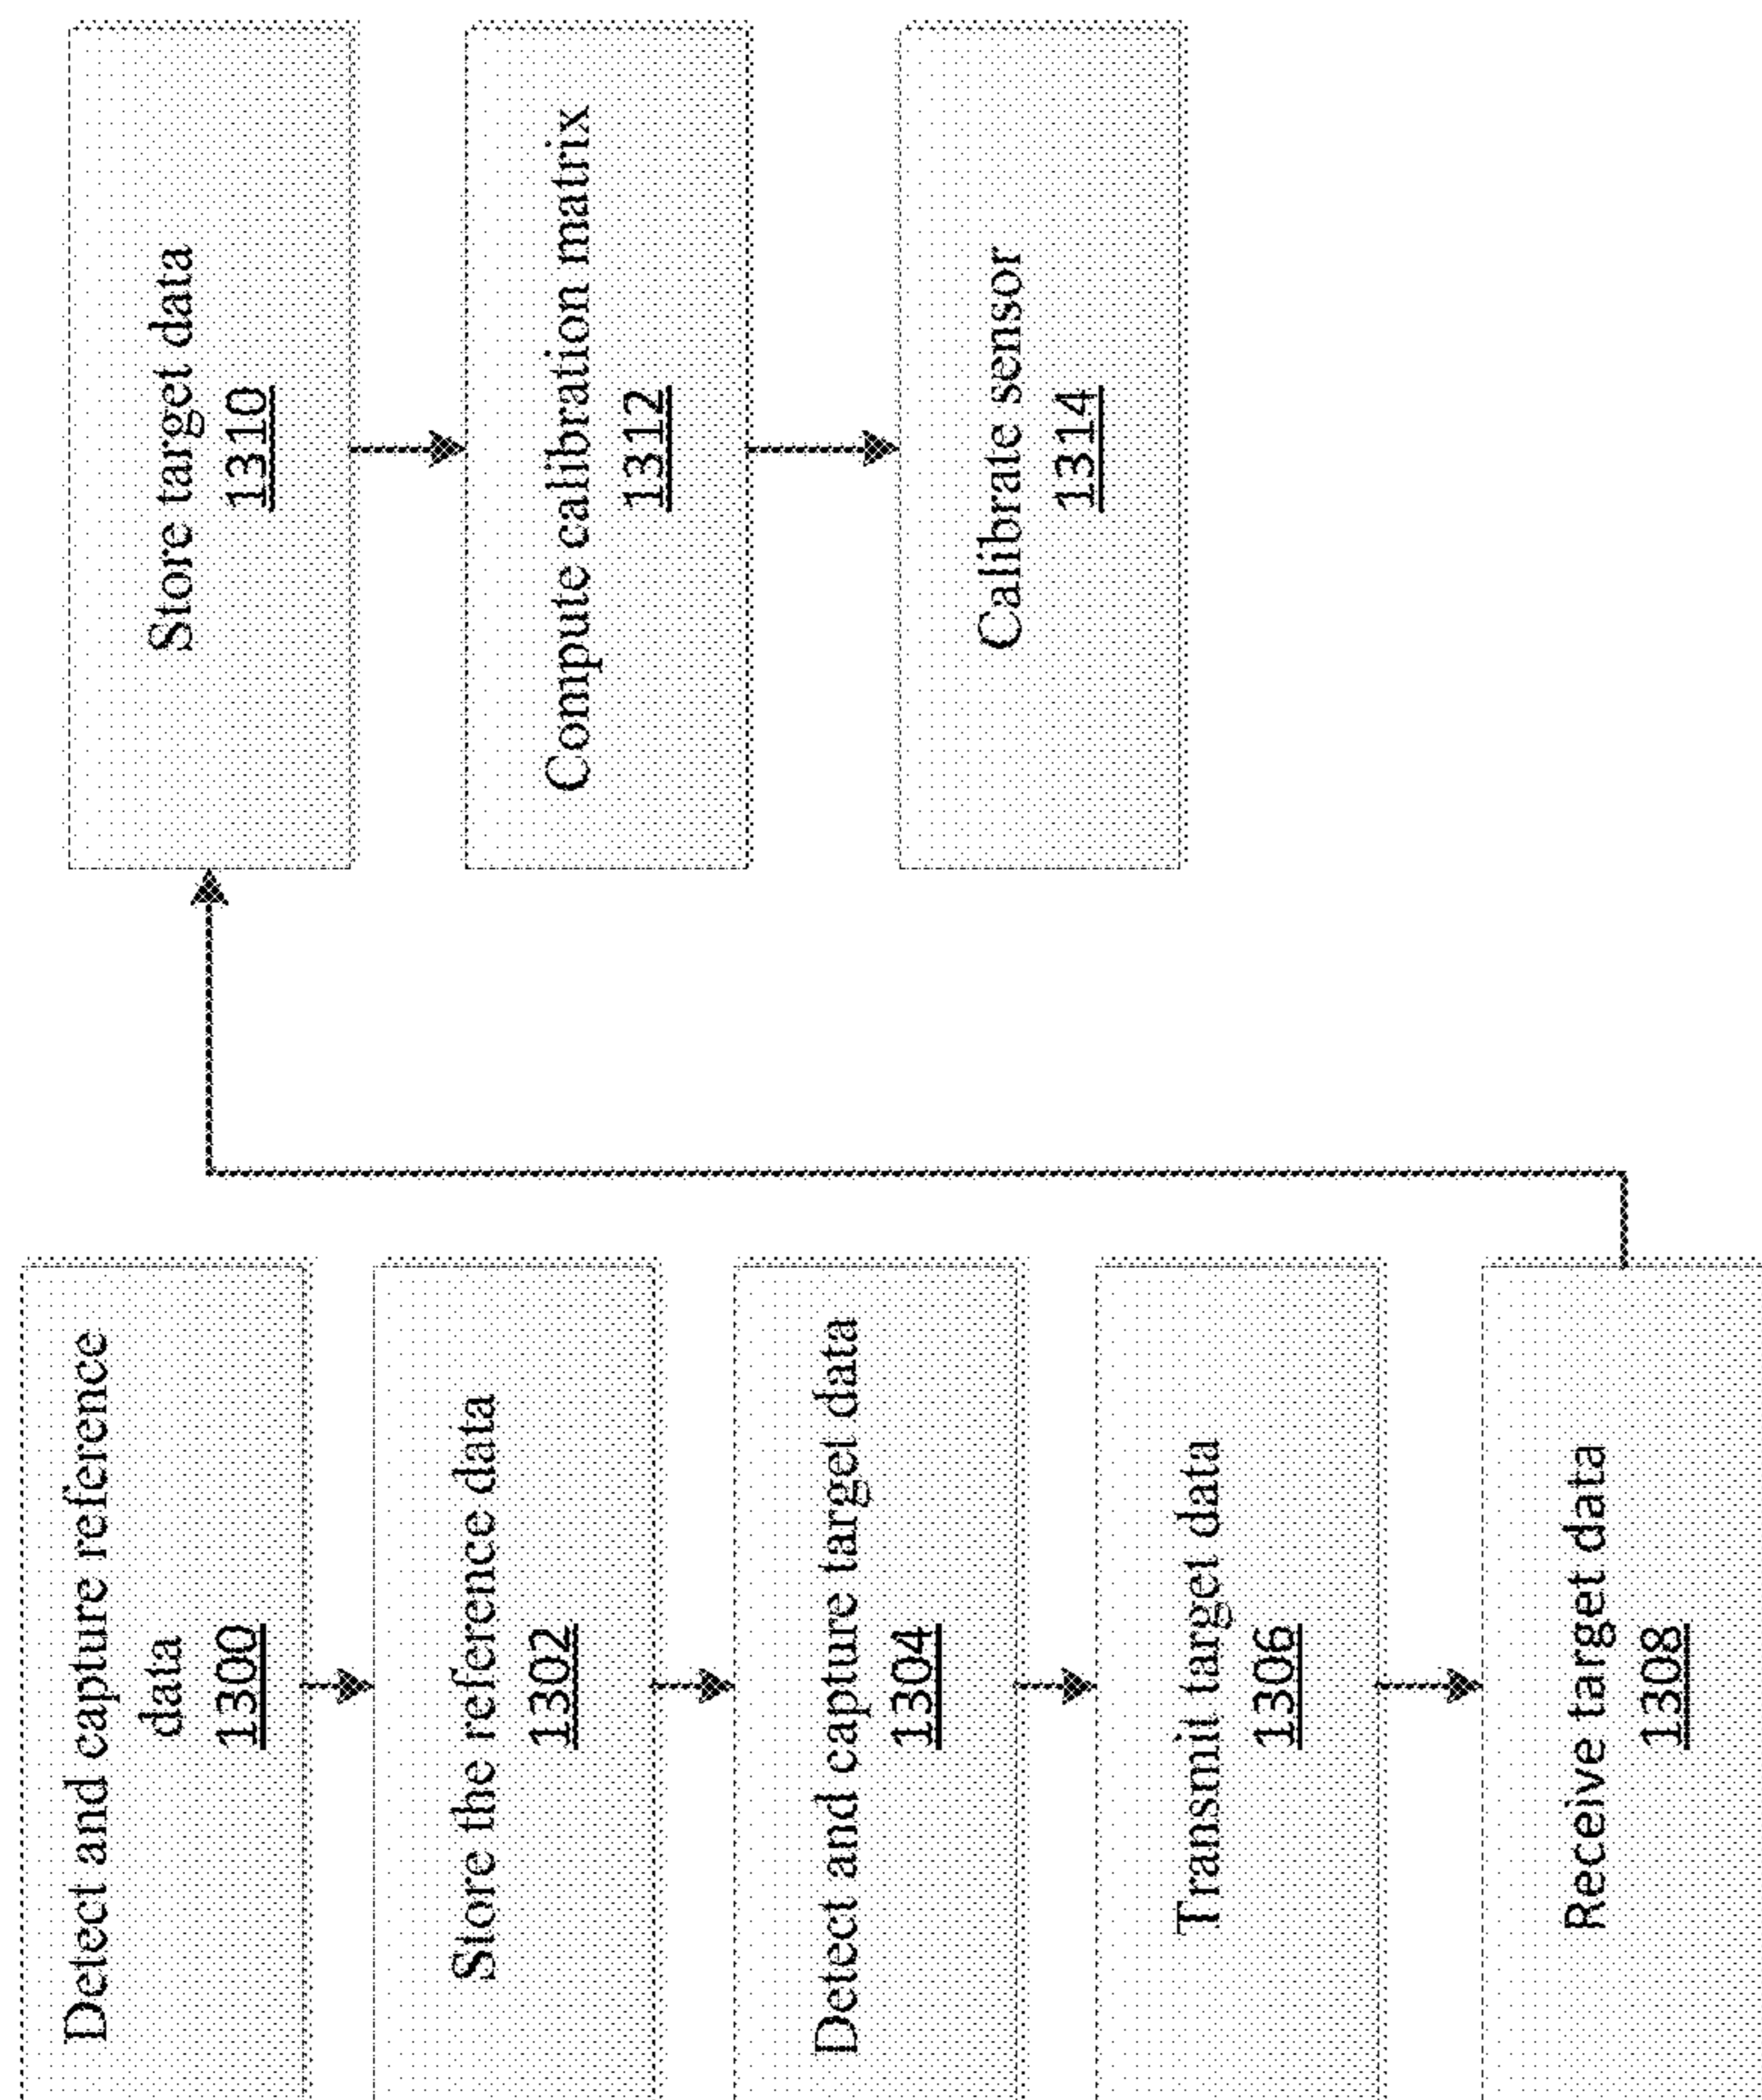 Detect and capture reference
data
1300
Store the reference data
1302
Detect and capture target data
1304
Transmit target data
1306
Receive target data
1308
Store target data
1310
Compute calibration matrix
1312
Calibrate sensor
1314